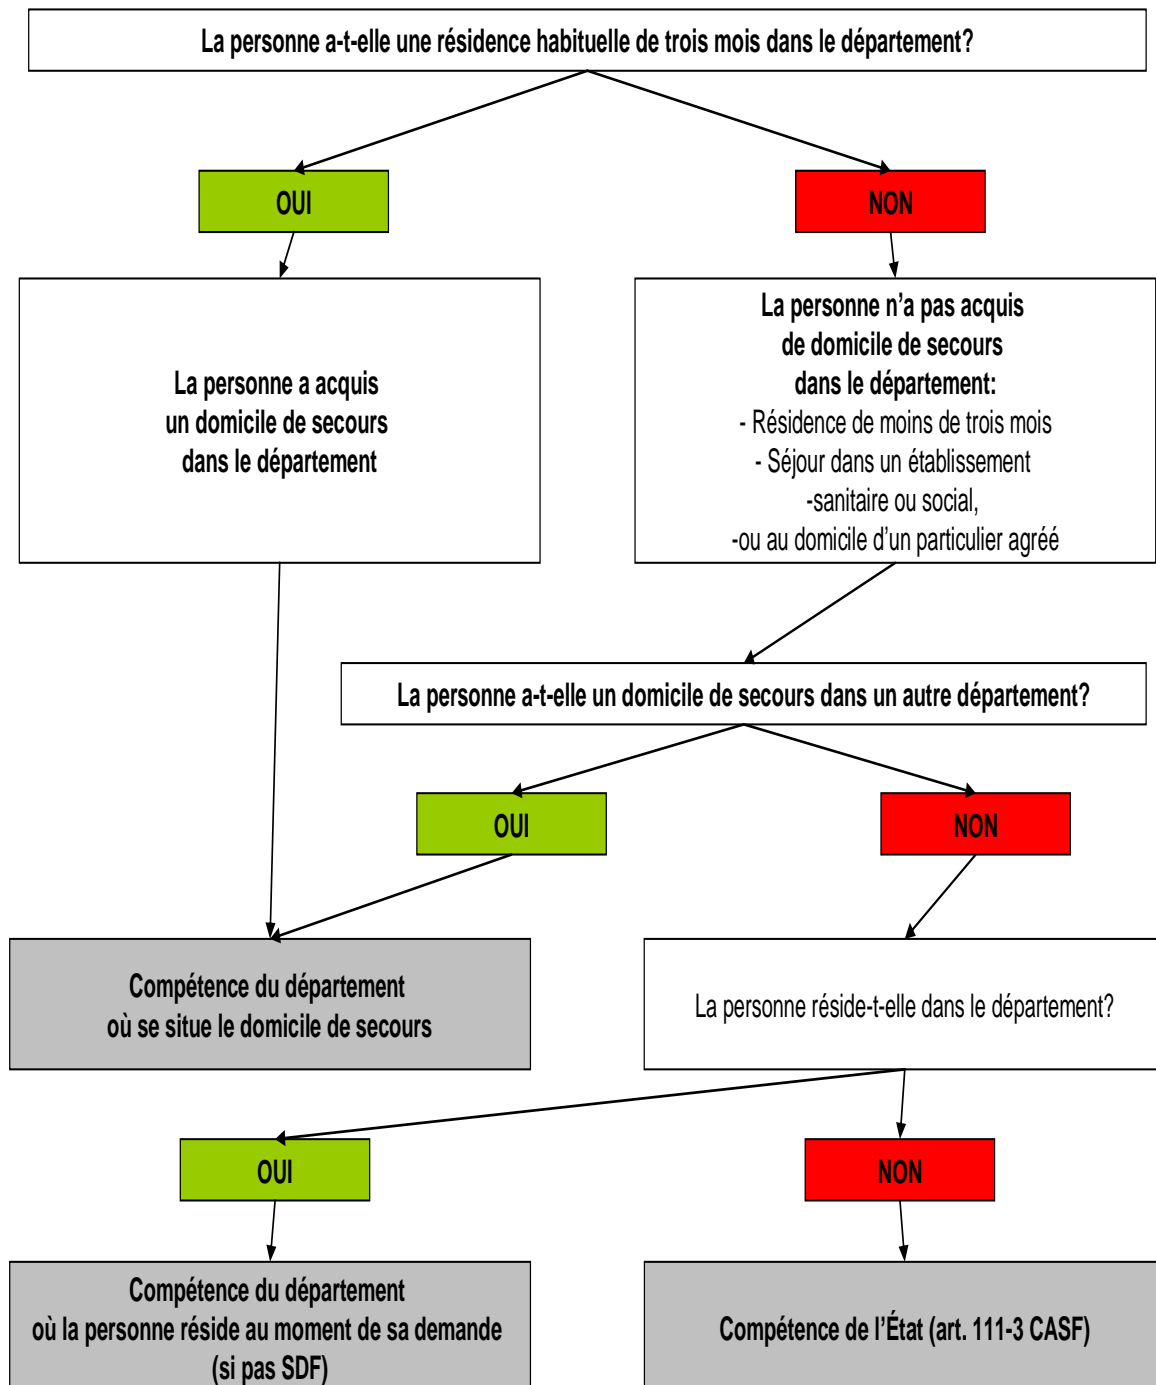 La personne a-t-elle une résidence habituelle de trois mois dans le département?
OUI
NON
La personne a acquis
un domicile de secours
dans le département
La personne n'a pas acquis
de domicile de secours
dans le département:
- Résidence de moins de trois mois
- Séjour dans un établissement
-sanitaire ou social,
-ou au domicile d'un particulier agréé
La personne a-t-elle un domicile de secours dans un autre département?
OUI
NON
Compétence du département
où se situe le domicile de secours
La personne réside-t-elle dans le département?
OUI
NON
Compétence du département
où la personne réside au moment de sa demande
(si pas SDF)
Compétence de l'État (art. 111-3 CASF)